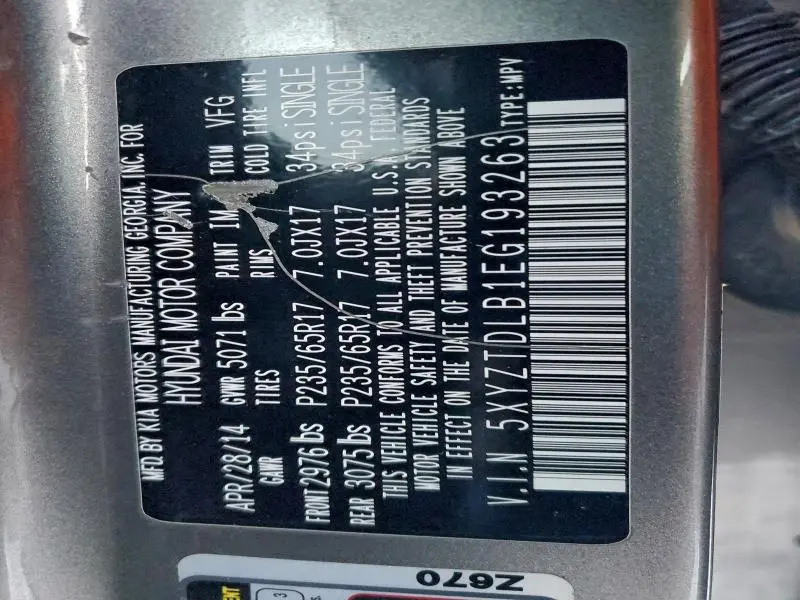 MFD BY KIA MOTORS MANUFACTURING GEORGIA, INC. FOR
HYUNDAI MOTOR COMPANY
APR/28/14 GVWR 5071 lbs PAINT IM TRIM VFG
GAWR TIRES RIMS COLD TIRE INFL
FRONT 2976 lbs P235/65R17 7.0JX17 34psi SINGLE
REAR 3075 lbs P235/65R17 7.0JX17 34psi SINGLE
THIS VEHICLE CONFORMS TO ALL APPLICABLE U.S.A FEDERAL
MOTOR VEHICLE SAFETY AND THEFT PREVENTION STANDARDS
IN EFFECT ON THE DATE OF MANUFACTURE SHOWN ABOVE
V.I.N 5XYZTDLB1EG193263 TYPE:MPV
Z670
3